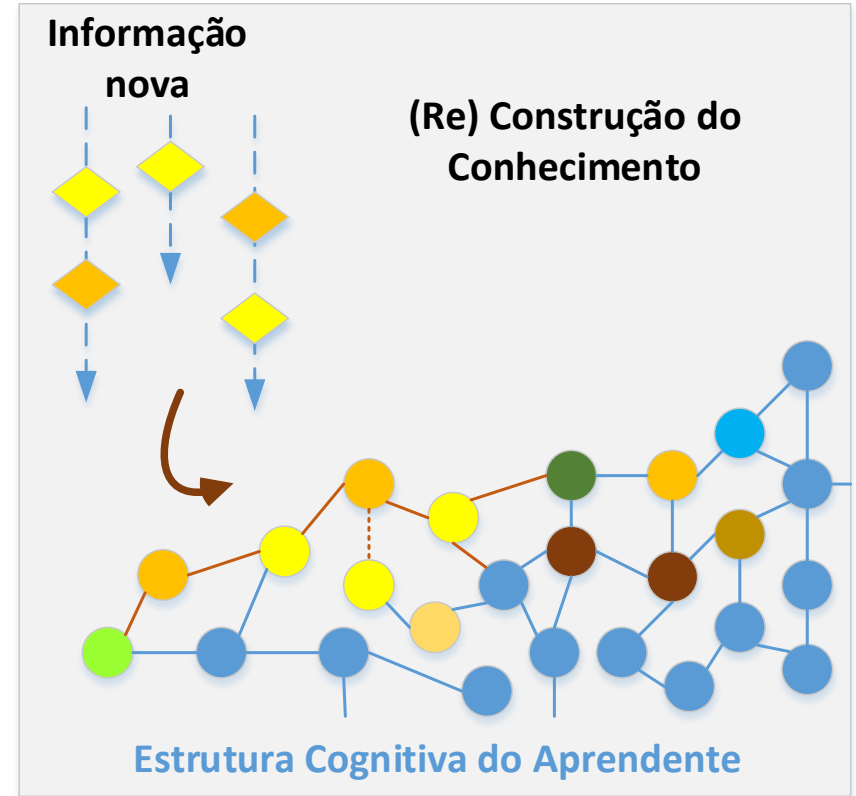 Informação
nova
(Re) Construção do
Conhecimento
Estrutura Cognitiva do Aprendente